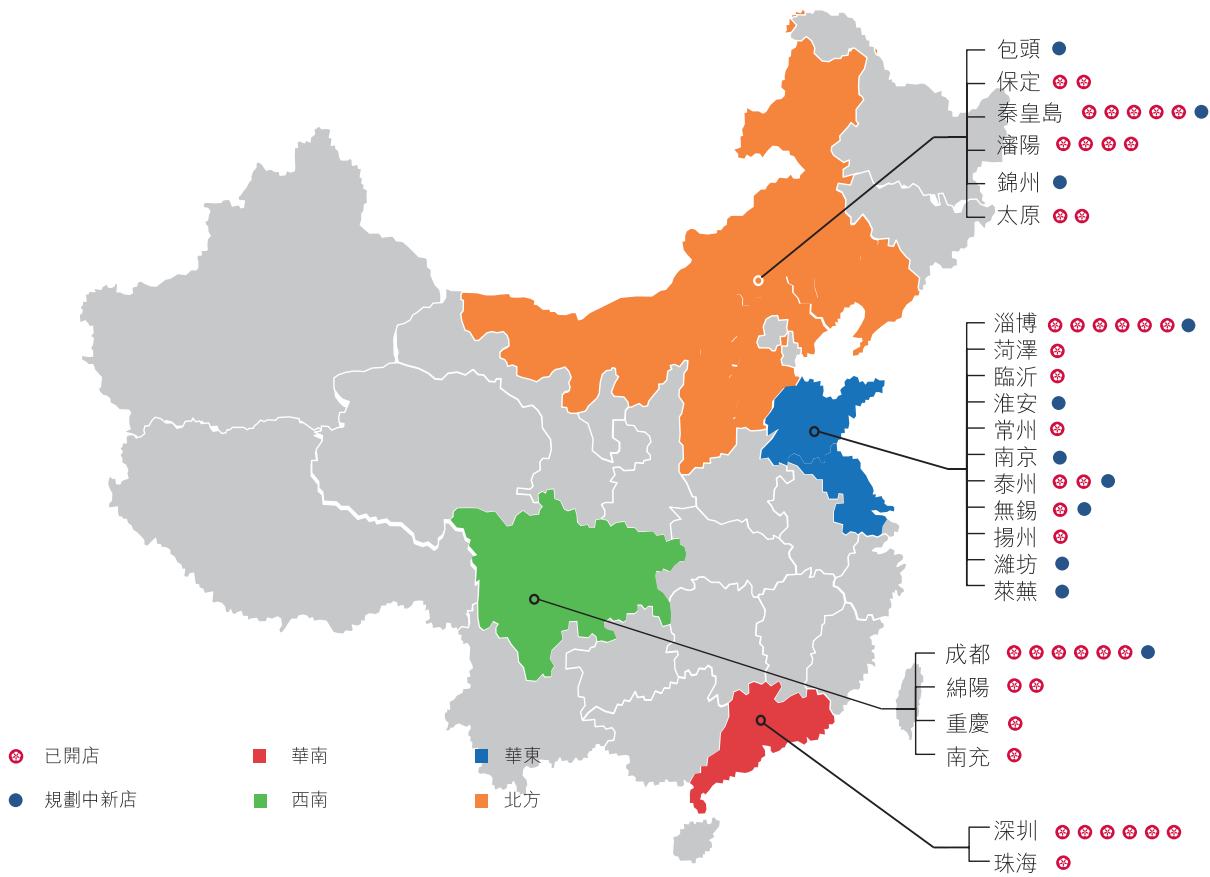 包頭
保定
秦皇島
瀋陽
錦州
太原
淄博
菏澤
臨沂
淮安
常州
南京
泰州
無錫
揚州
濰坊
萊蕪
成都
綿陽
重慶
南充
已開店 華南 華東
規劃中新店 西南 北方
深圳
珠海